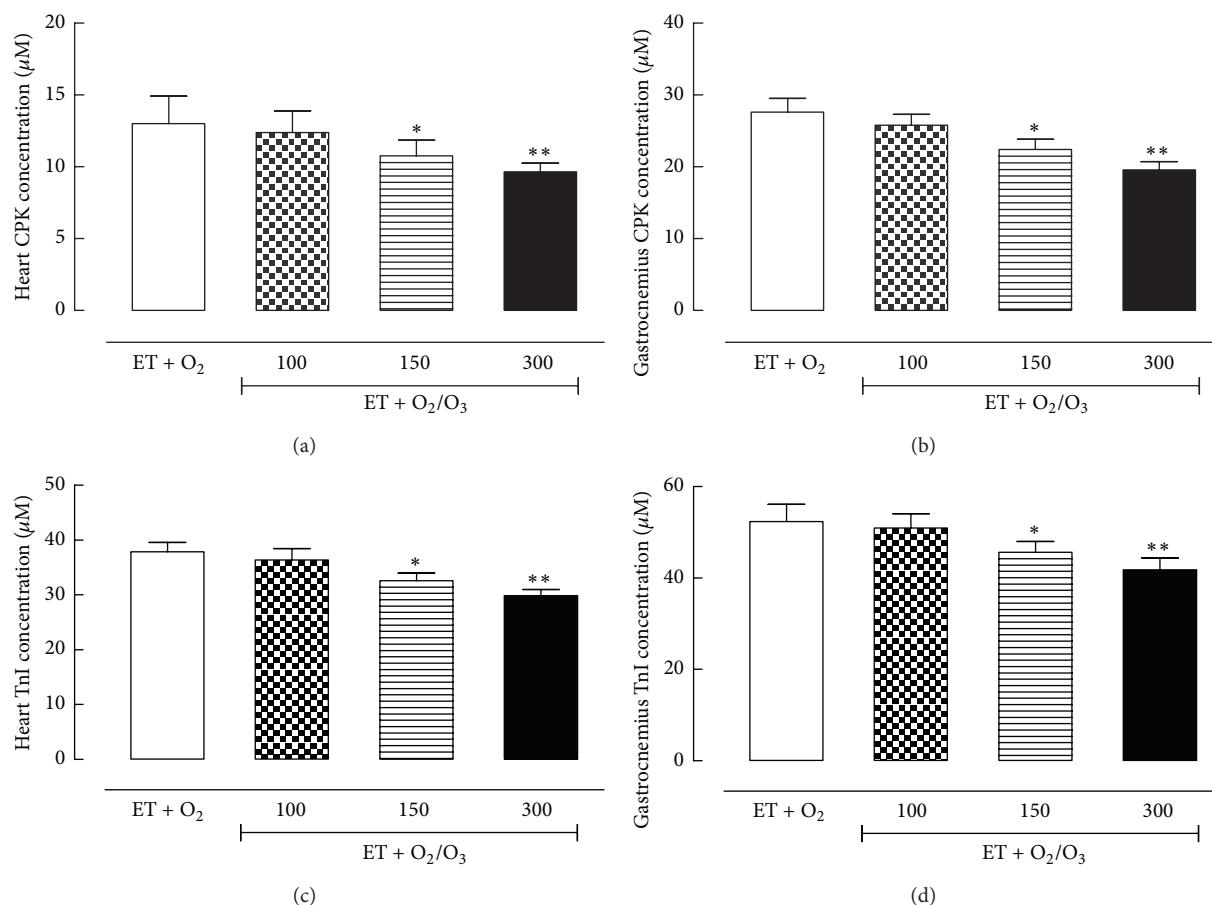 Heart CPK concentration (µM)
20
15
10
5
0
*
**
ET + O₂
100
150
300
ET + O₂/O₃
(a)
Gastrocnemius CPK concentration (µM)
40
30
20
10
0
*
**
ET + O₂
100
150
300
ET + O₂/O₃
(b)
Heart TnI concentration (µM)
50
40
30
20
10
0
*
**
ET + O₂
100
150
300
ET + O₂/O₃
(c)
Gastrocnemius TnI concentration (µM)
60
40
20
0
*
**
ET + O₂
100
150
300
ET + O₂/O₃
(d)